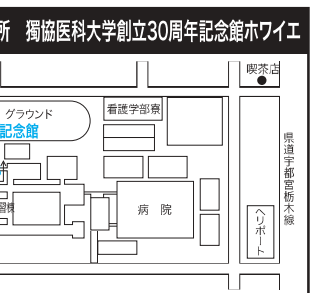 所　獨協医科大学創立30周年記念館ホワイエ
喫茶店
グラウンド
看護学部寮
記念館
県道宇都宮栃木線
習棟
病　院
ヘリポート